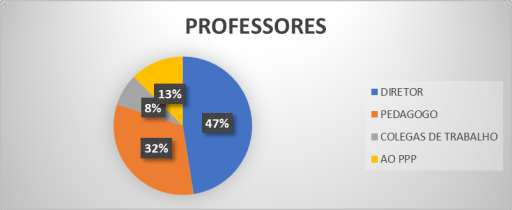 PROFESSORES
13%
8%
47%
32%
DIRETOR
PEDAGOGO
COLEGAS DE TRABALHO
AO PPP